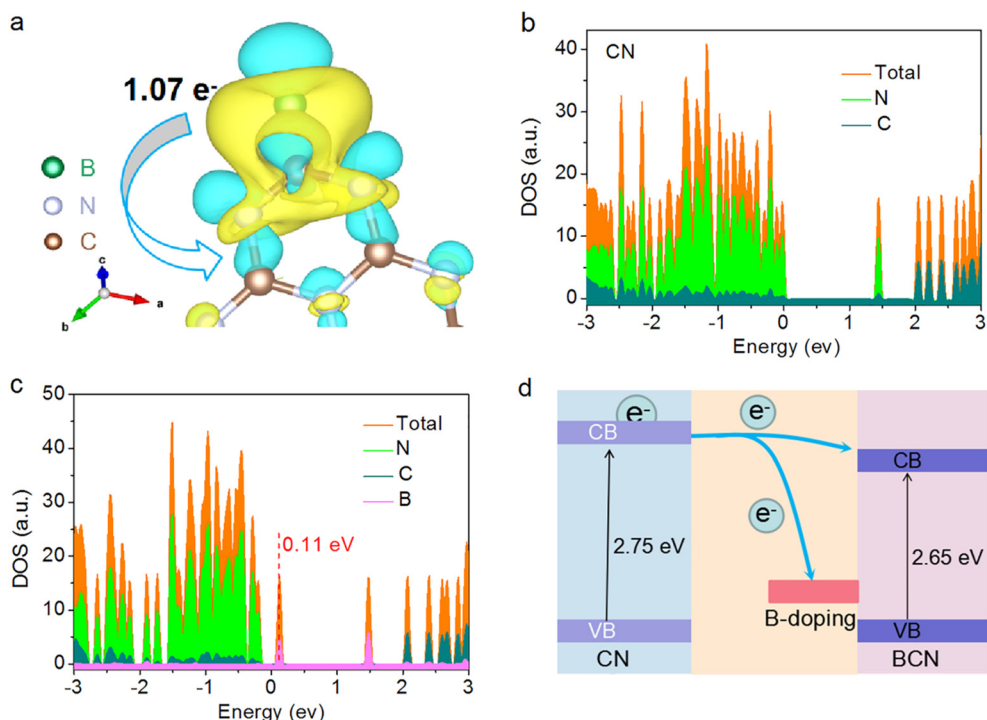 a
1.07 e-
B
N
C
c
a
b
b
CN
Total
N
C
DOS (a.u.)
40
30
20
10
0
-3 -2 -1 0 1 2 3
Energy (ev)
c
Total
N
C
B
0.11 eV
DOS (a.u.)
50
40
30
20
10
0
-3 -2 -1 0 1 2 3
Energy (ev)
d
e-
e-
CB
CB
e-
2.75 eV
2.65 eV
B-doping
VB
VB
CN
BCN